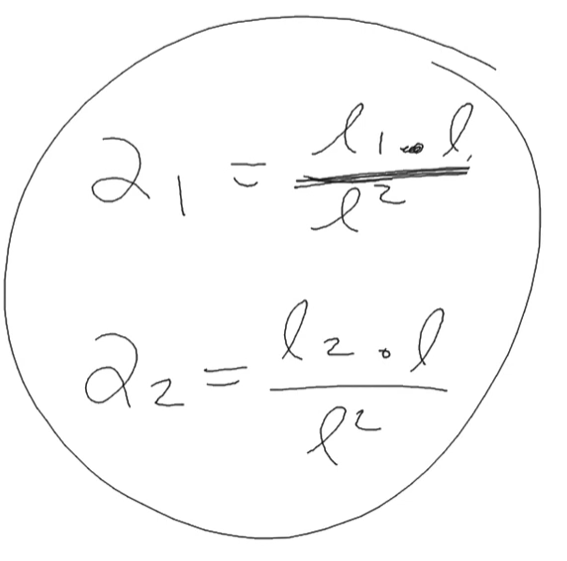 a₁ = l₁ · l / l²
a₂ = l₂ · l / l²